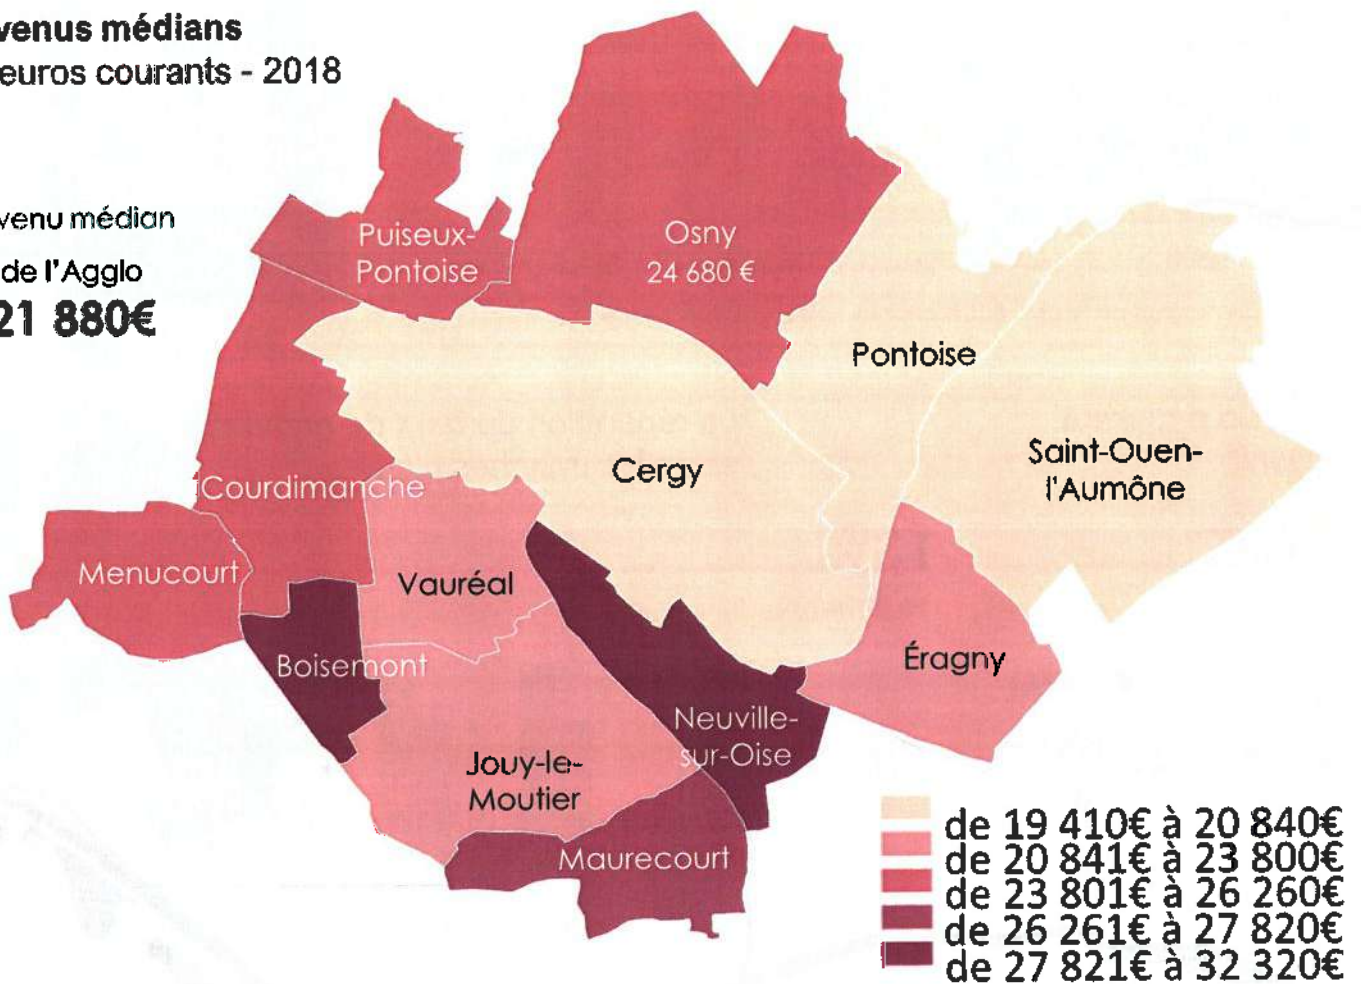 venus médians
euros courants - 2018
venu médian
de l'Agglo
21 880€
Puiseux-
Pontoise
Osny
24 680 €
Pontoise
Cergy
Saint-Ouen-
l'Aumône
Courdimanche
Menucourt
Vauréal
Boisemont
Éragny
Neuville-
sur-Oise
Jouy-le-
Moutier
Maurecourt
de 19 410€ à 20 840€
de 20 841€ à 23 800€
de 23 801€ à 26 260€
de 26 261€ à 27 820€
de 27 821€ à 32 320€